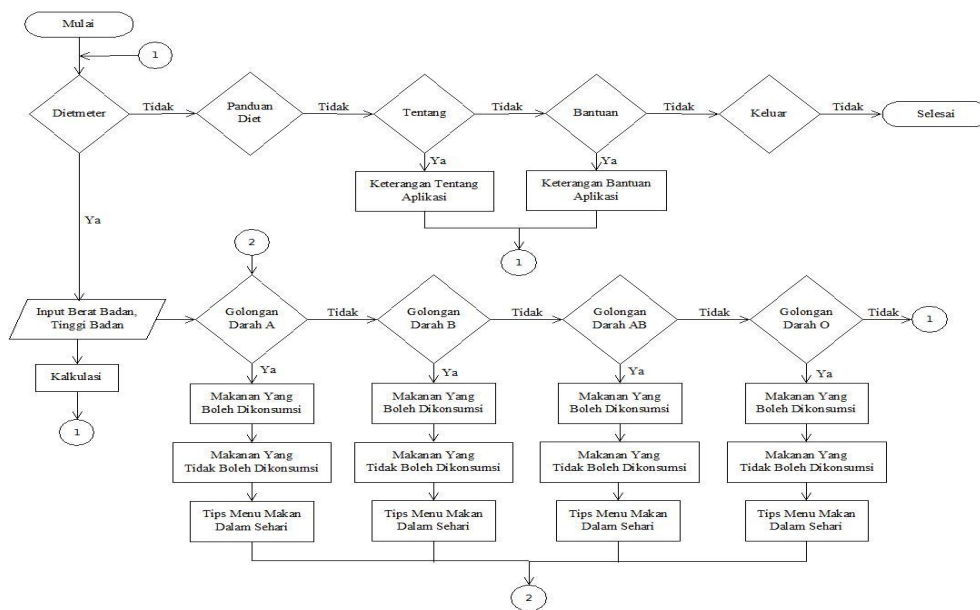 Mulai
1
Dietmeter
Tidak
Panduan
Diet
Tidak
Tentang
Tidak
Bantuan
Tidak
Keluar
Tidak
Selesai
Ya
Ya
Keterangan Tentang
Aplikasi
Keterangan Bantuan
Aplikasi
Ya
1
2
Input Berat Badan,
Tinggi Badan
Golongan
Darah A
Tidak
Golongan
Darah B
Tidak
Golongan
Darah AB
Tidak
Golongan
Darah O
Tidak
1
Kalkulasi
1
Ya
Ya
Ya
Ya
Makanan Yang
Boleh Dikonsumsi
Makanan Yang
Boleh Dikonsumsi
Makanan Yang
Boleh Dikonsumsi
Makanan Yang
Boleh Dikonsumsi
Makanan Yang
Tidak Boleh Dikonsumsi
Makanan Yang
Tidak Boleh Dikonsumsi
Makanan Yang
Tidak Boleh Dikonsumsi
Makanan Yang
Tidak Boleh Dikonsumsi
Tips Menu Makan
Dalam Sehari
Tips Menu Makan
Dalam Sehari
Tips Menu Makan
Dalam Sehari
Tips Menu Makan
Dalam Sehari
2